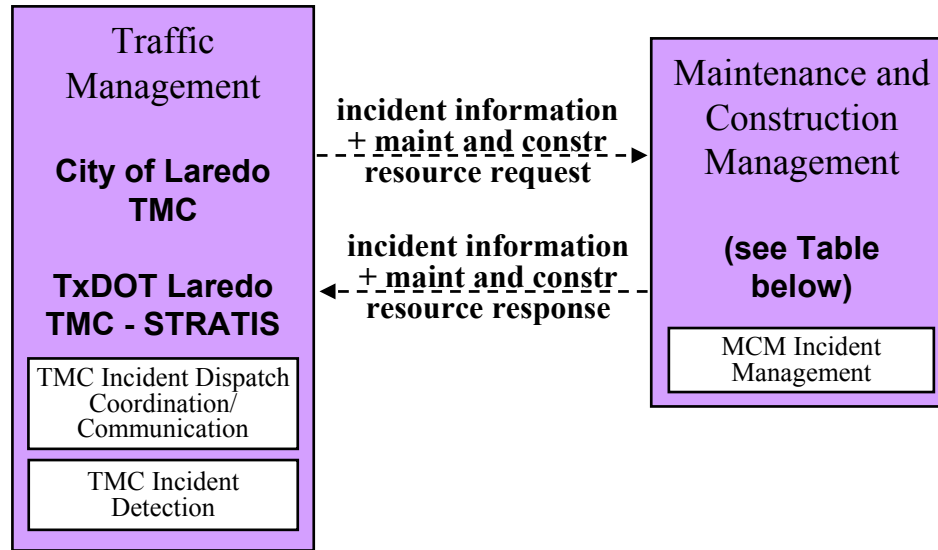 Traffic
Management
City of Laredo
TMC
TxDOT Laredo
TMC - STRATIS
TMC Incident Dispatch
Coordination/
Communication
TMC Incident
Detection
incident information
+ maint and constr
resource request
incident information
+ maint and constr
resource response
Maintenance and
Construction
Management
(see Table
below)
MCM Incident
Management